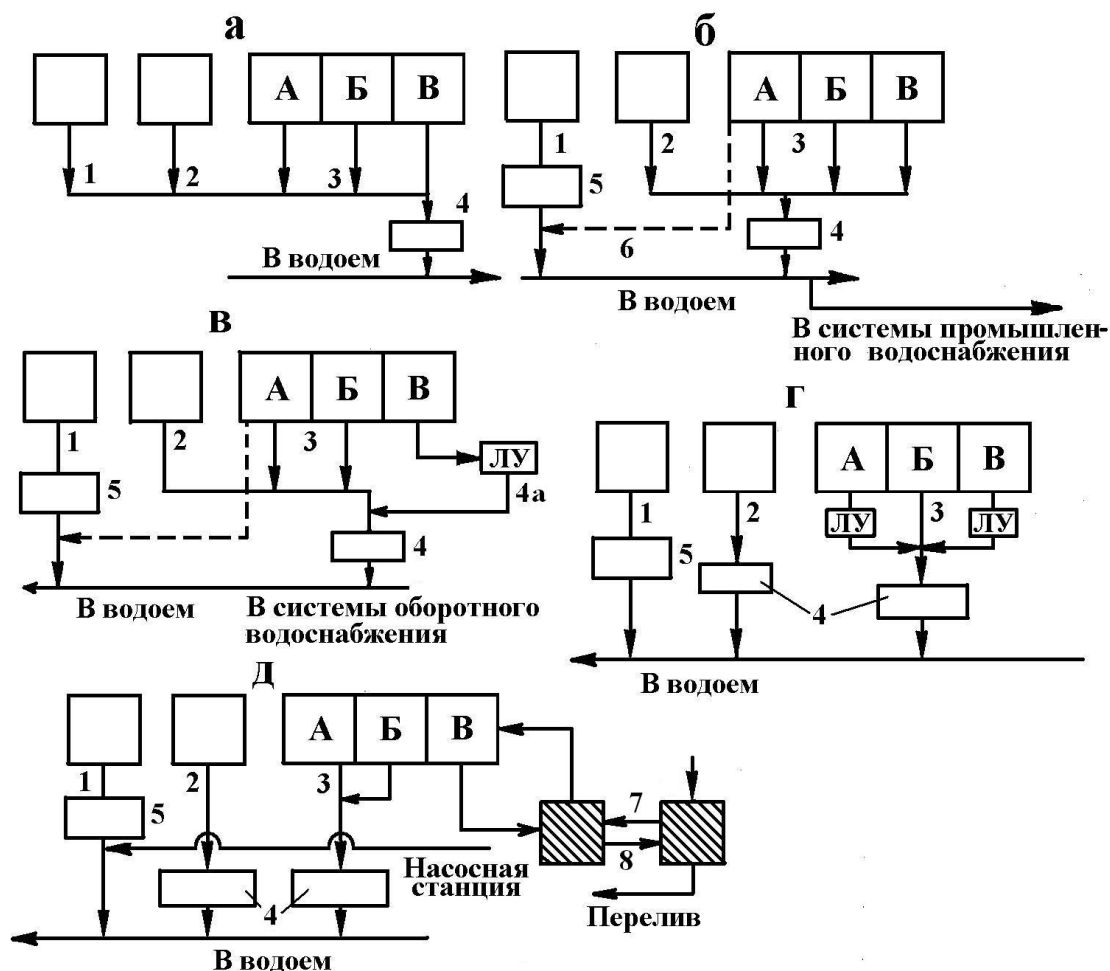 а
А Б В
1 2 3
4
В водоем
б
А Б В
1 2 3
5
6 4
В водоем
В системы промышлен-
ного водоснабжения
в
А Б В
1 2 3
ЛУ
5 4а
4
В водоем
В системы оборотного
водоснабжения
г
А Б В
ЛУ ЛУ
1 2 3
5
4
В водоем
д
А Б В
1 2 3
5
7
8
Насосная
станция
4
Перелив
В водоем